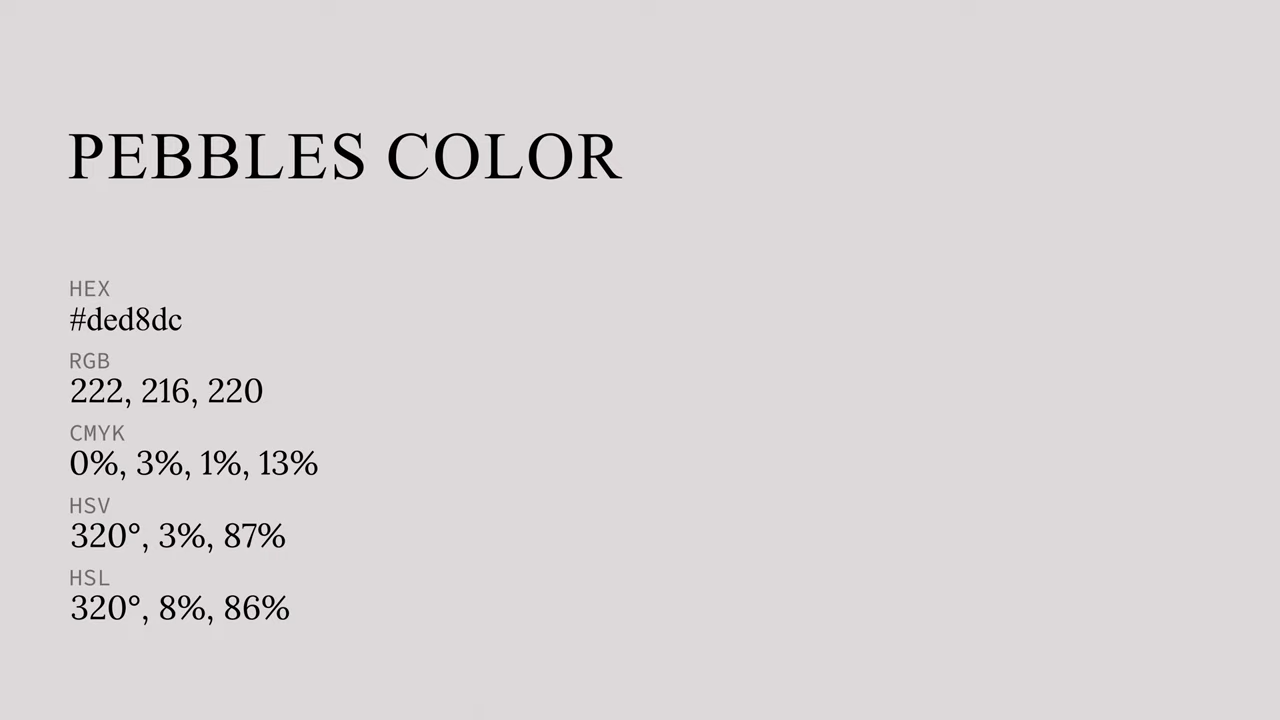 PEBBLES COLOR
HEX
#ded8dc
RGB
222, 216, 220
CMYK
0%, 3%, 1%, 13%
HSV
320°, 3%, 87%
HSL
320°, 8%, 86%